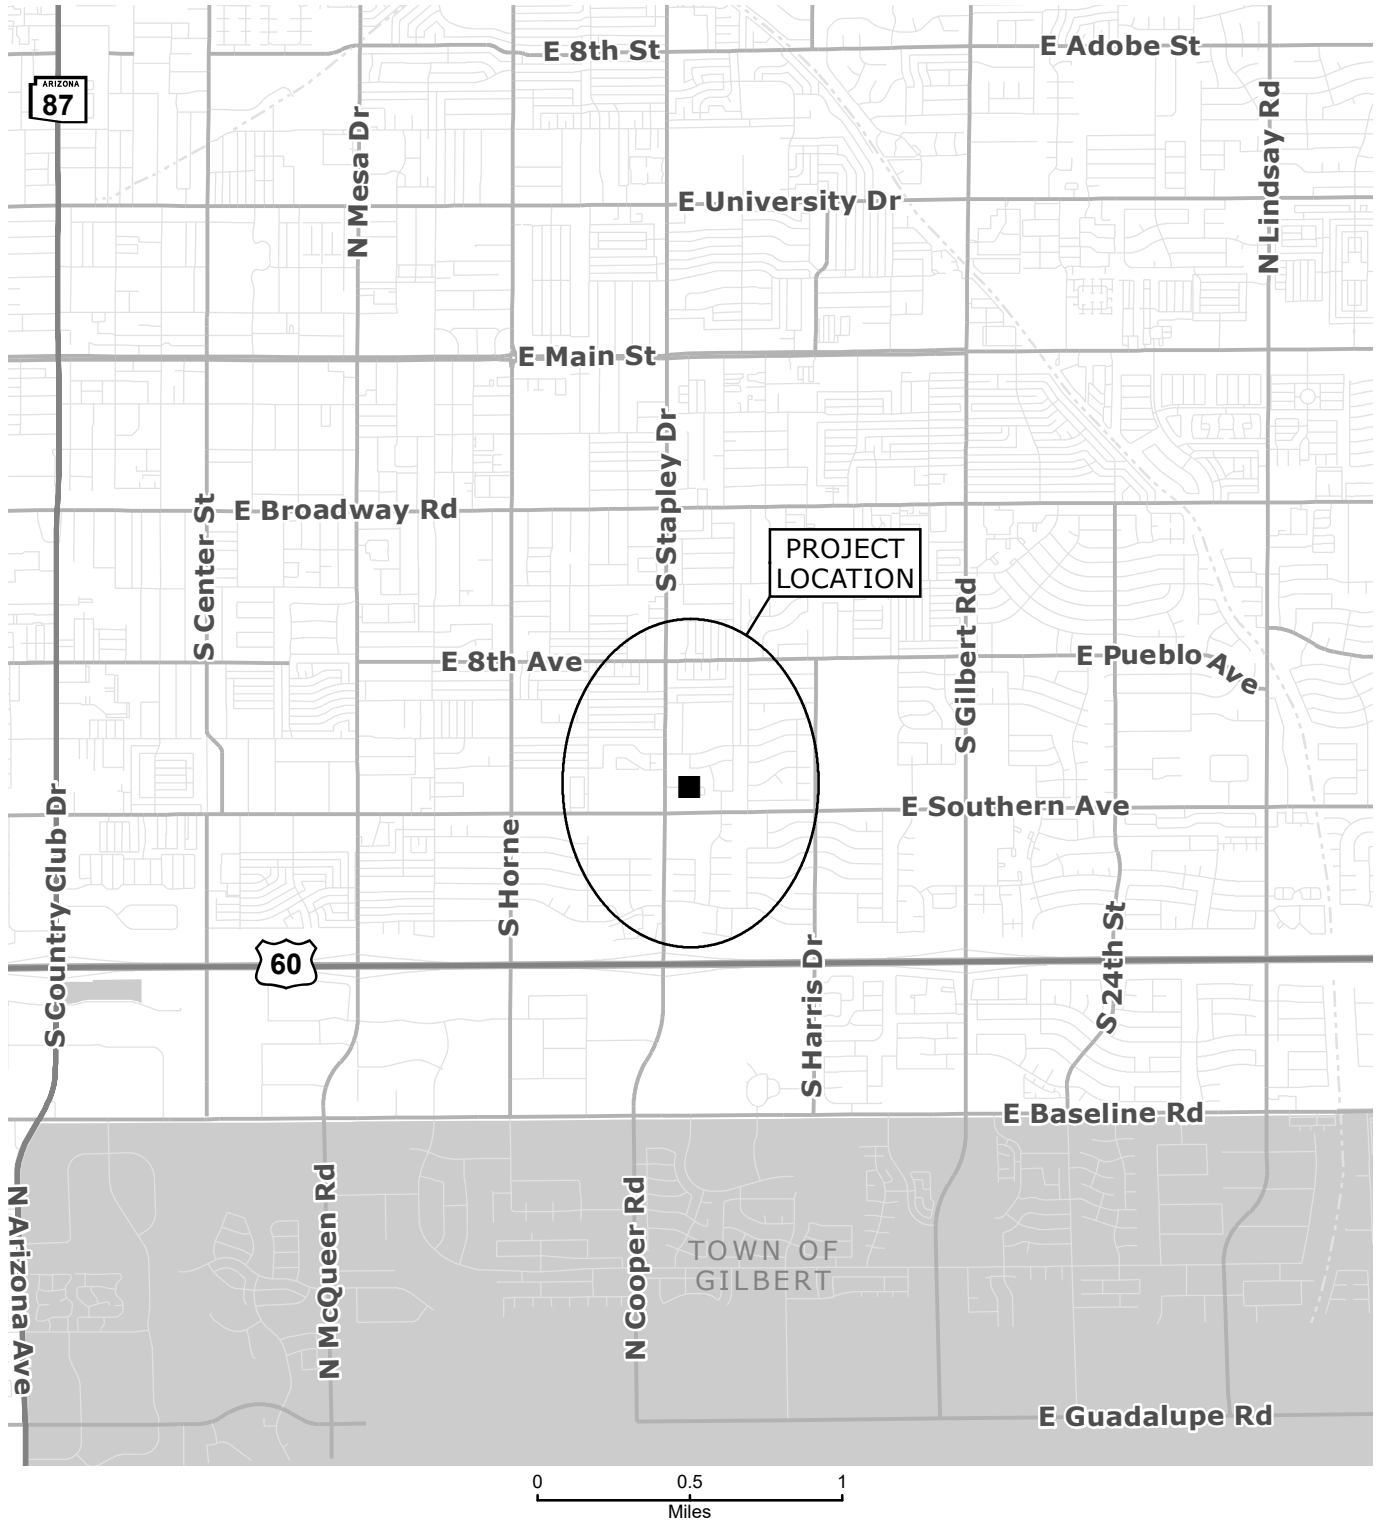 E 8th St
E Adobe St
ARIZONA
87
N Mesa Dr
N Lindsay Rd
E University Dr
E Main St
S Stapley Dr
S Center St
E Broadway Rd
PROJECT
LOCATION
S Gilbert Rd
E 8th Ave
E Pueblo Ave
S Country Club Dr
E Southern Ave
S Horne
S 24th St
60
S Harris Dr
E Baseline Rd
N Arizona Ave
N McQueen Rd
N Cooper Rd
TOWN OF
GILBERT
E Guadalupe Rd
0 0.5 1
Miles